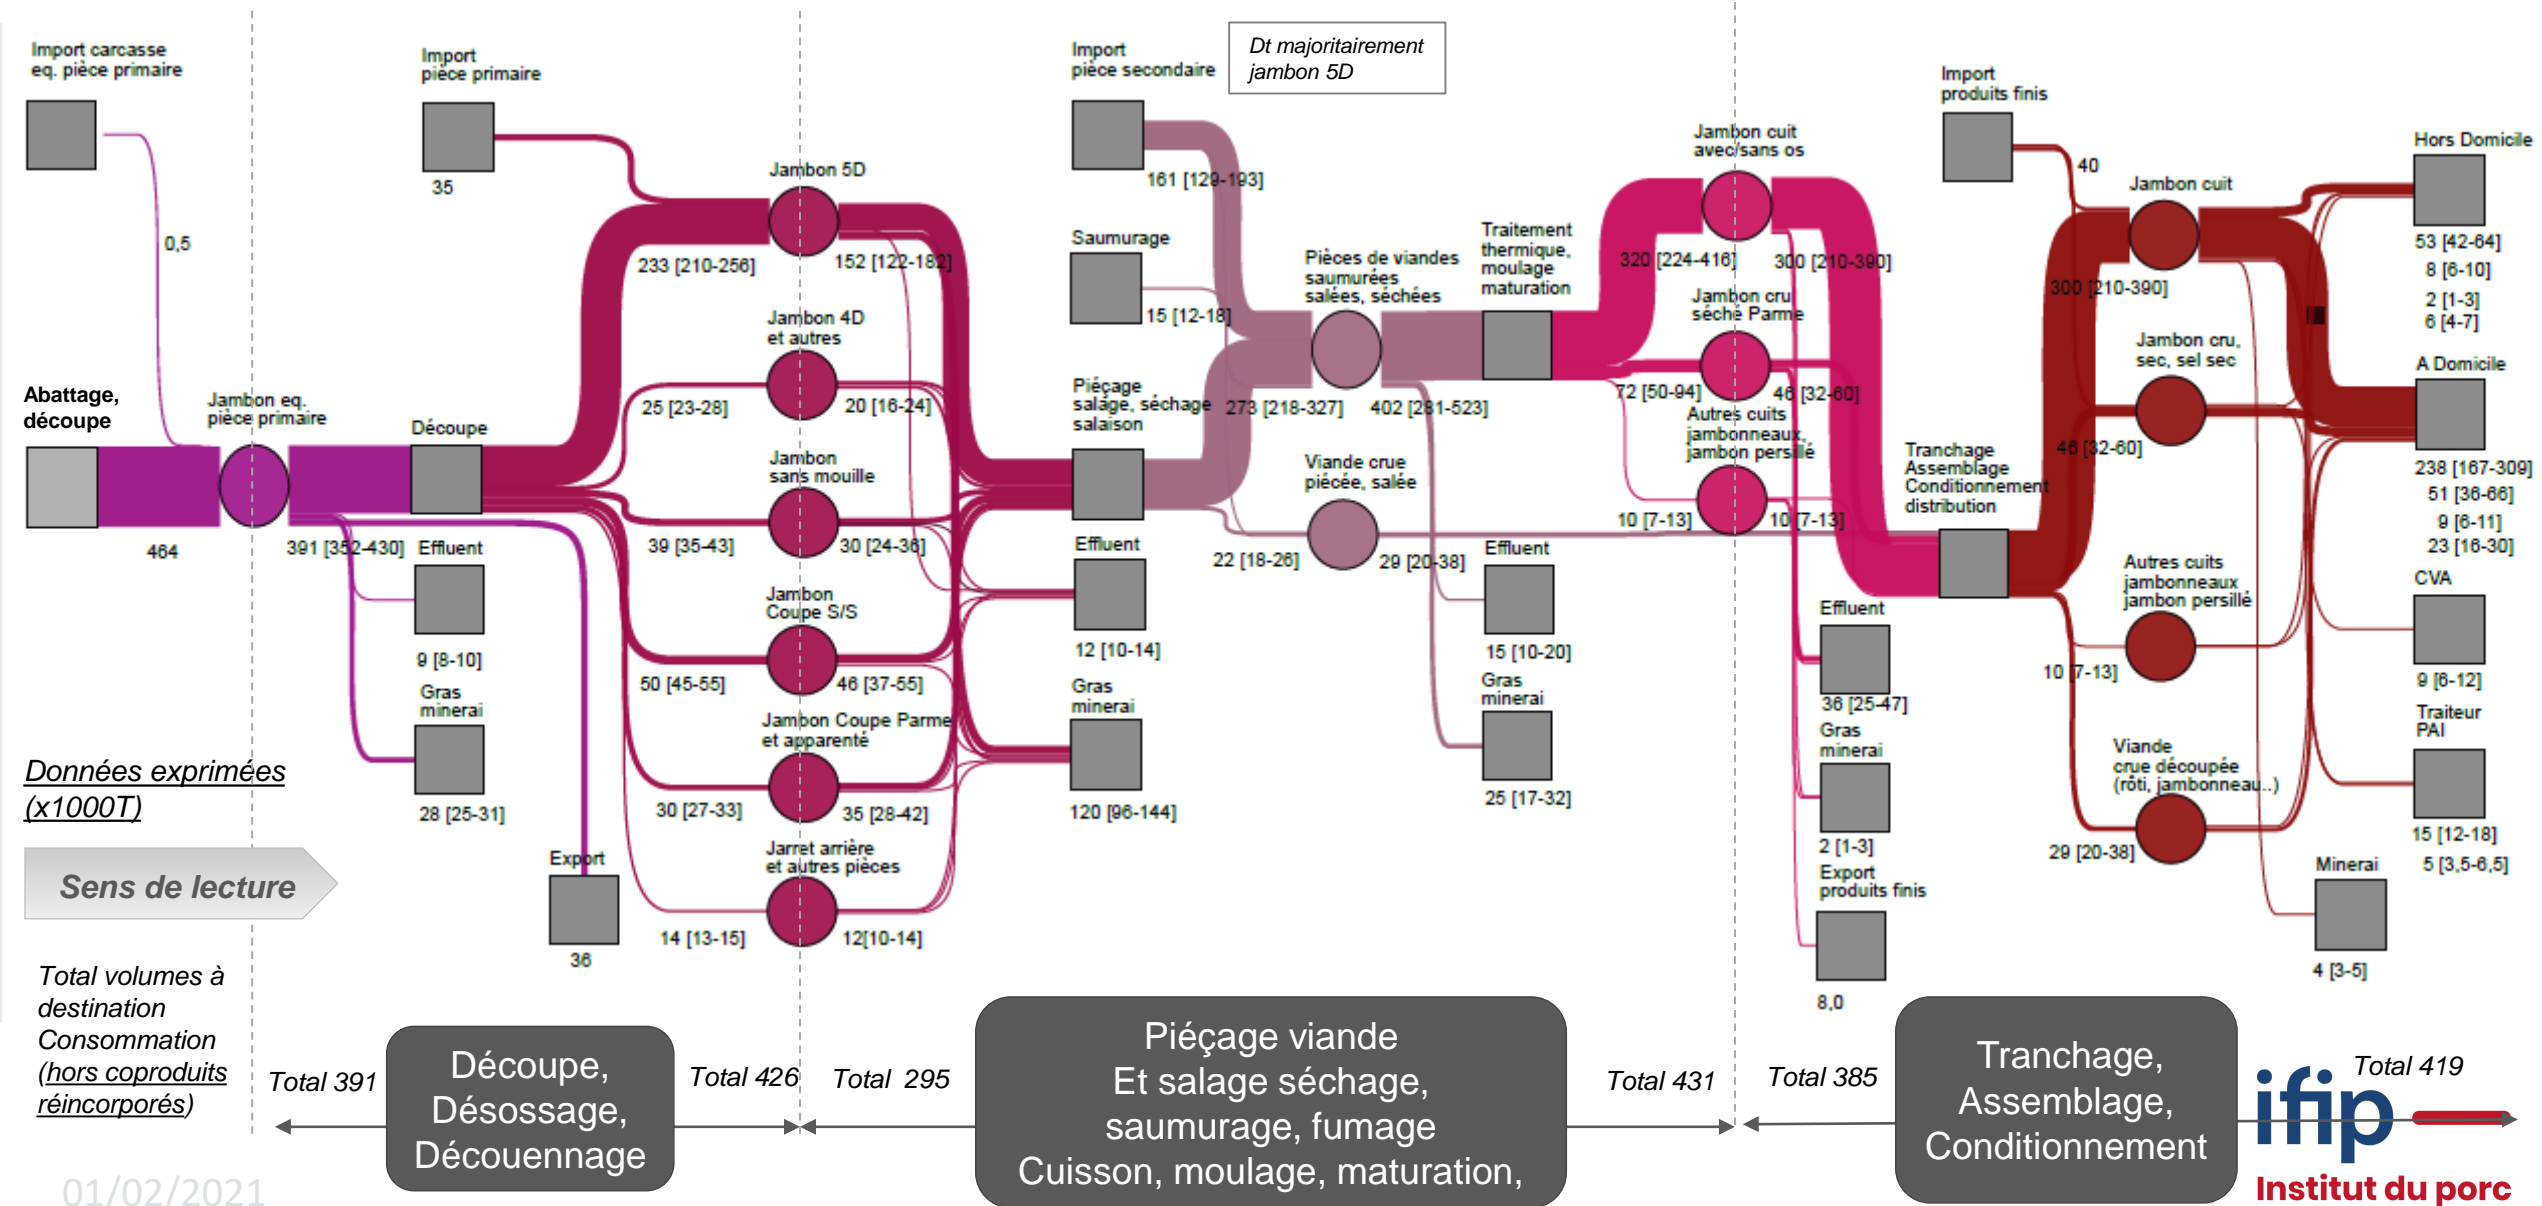 Import carcasse
eq. pièce primaire
0,5
Abattage,
découpe
464
Jambon eq.
pièce primaire
391 [352-430]
Import
pièce primaire
35
Découpe
Effluent
9 [8-10]
Gras
minerai
28 [25-31]
Export
36
Jambon 5D
233 [210-256]
152 [122-182]
Jambon 4D
et autres
25 [23-28]
20 [16-24]
Jambon
sans mouille
39 [35-43]
30 [24-36]
Jambon
Coupe S/S
50 [45-55]
46 [37-55]
Jambon Coupe Parme
et apparenté
30 [27-33]
35 [28-42]
Jarret arrière
et autres pièces
14 [13-15]
12[10-14]
Import
pièce secondaire
161 [129-193]
Dt majoritairement
jambon 5D
Saumurage
15 [12-18]
Piéçage
salage, séchage
salaison
273 [218-327]
22 [18-26]
Effluent
12 [10-14]
Gras
minerai
120 [96-144]
Pièces de viandes
saumurées
salées, séchées
402 [281-523]
Viande crue
piécée, salée
29 [20-38]
Traitement
thermique,
moulage
maturation
Effluent
15 [10-20]
Gras
minerai
25 [17-32]
Jambon cuit
avec/sans os
320 [224-416]
300 [210-390]
Jambon cru
séché Parme
72 [50-94]
46 [32-60]
Autres cuits
jambonneaux,
jambon persillé
10 [7-13]
10 [7-13]
Effluent
36 [25-47]
Gras
minerai
2 [1-3]
Export
produits finis
8,0
Import
produits finis
40
Tranchage
Assemblage
Conditionnement
distribution
Jambon cuit
300 [210-390]
Jambon cru,
sec, sel sec
46 [32-60]
Autres cuits
jambonneaux
jambon persillé
10 [7-13]
Viande
crue découpée
(rôti, jambonneau..)
29 [20-38]
Hors Domicile
53 [42-64]
8 [6-10]
2 [1-3]
6 [4-7]
A Domicile
238 [167-309]
51 [36-66]
9 [6-11]
23 [16-30]
CVA
9 [6-12]
Traiteur
PAI
15 [12-18]
5 [3,5-6,5]
Minerai
4 [3-5]
Données exprimées
(x1000T)
Sens de lecture
Total volumes à
destination
Consommation
(hors coproduits
réincorporés)
Total 391
Découpe,
Désossage,
Découennage
Total 426
Total 295
Piéçage viande
Et salage séchage,
saumurage, fumage
Cuisson, moulage, maturation,
Total 431
Total 385
Tranchage,
Assemblage,
Conditionnement
Total 419
ifip
Institut du porc
01/02/2021